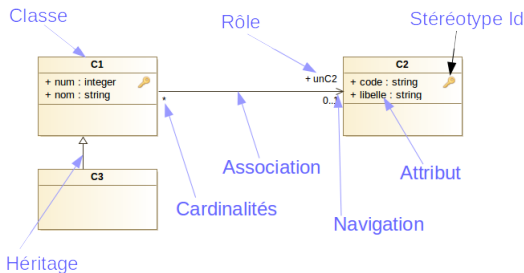 Classe
Rôle
Stéréotype Id
C1
+ num : integer
+ nom : string
+ unC2
C2
+ code : string
+ libelle : string
*
0..
Association
Attribut
C3
Cardinalités
Navigation
Héritage